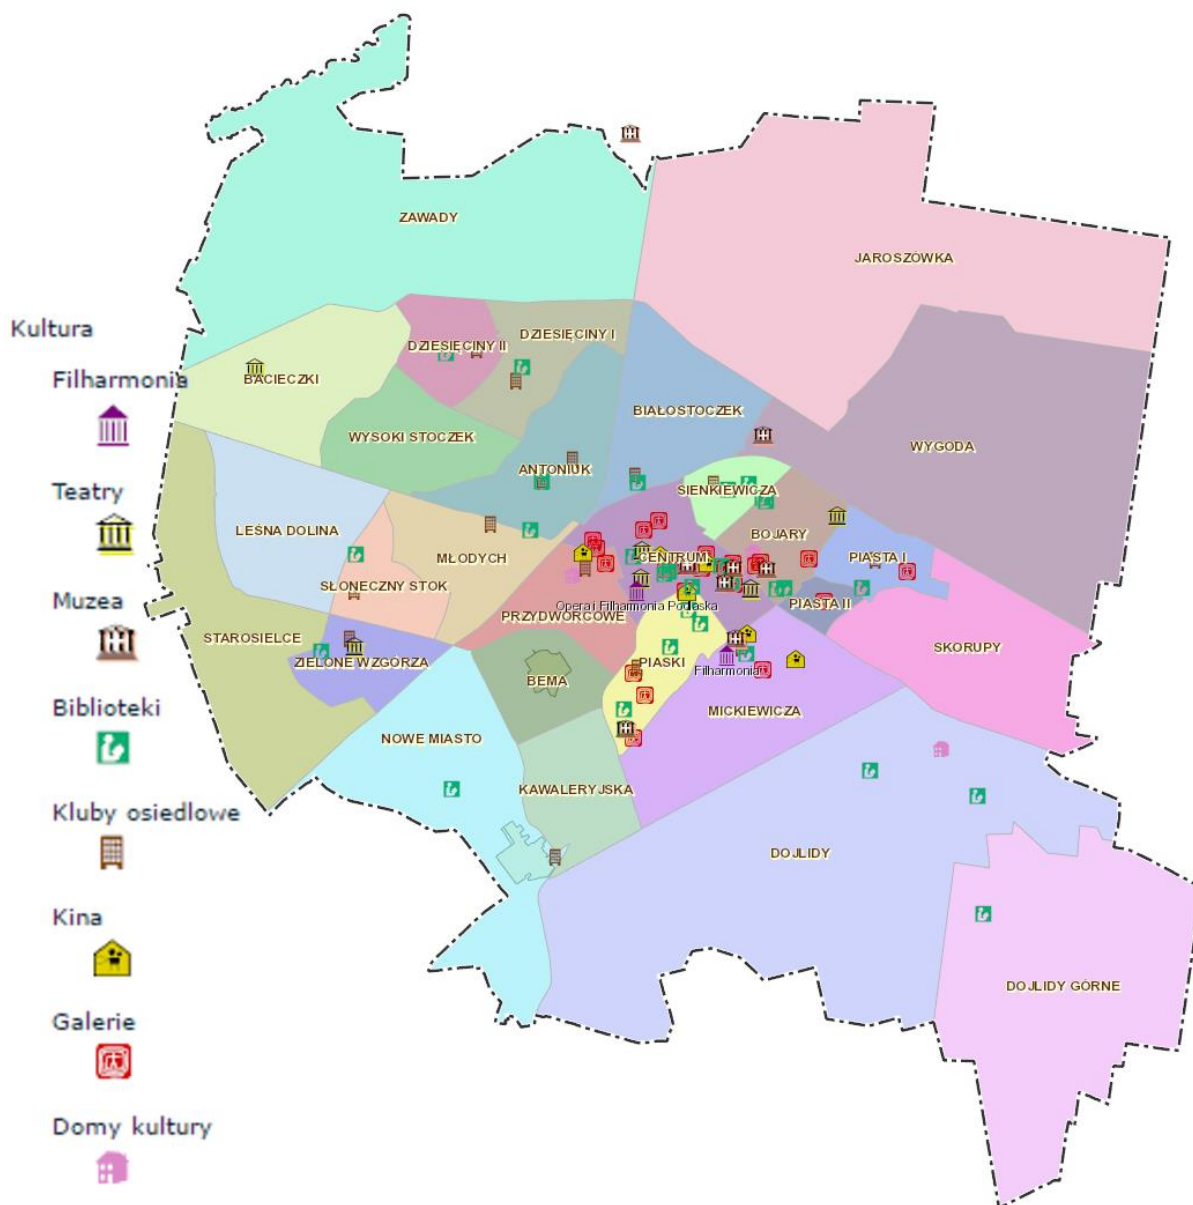 ZAWADY
JAROSZÓWKA
Kultura
DZIESIĘCINY I
DZIESIĘCINY II
Filharmonia
BACIECZKI
BIAŁOSTOCZEK
WYSOKI STOCZEK
WYGODA
ANTONIUK
Teatry
SIENKIEWICZA
LEŚNA DOLINA
BOJARY
MŁODYCH
CENTRUM
PIASTA I
SŁONECZNY STOK
Muzea
PIASTA II
Opera i Filharmonia Podlaska
PRZYDWORCOWE
STAROSIELCE
SKORUPY
ZIELONE WZGÓRZA
PIASKI
Filharmonia
BEMA
Biblioteki
MICKIEWICZA
NOWE MIASTO
KAWALERYJSKA
Kluby osiedlowe
DOJLIDY
Kina
DOJLIDY GÓRNE
Galerie
Domy kultury